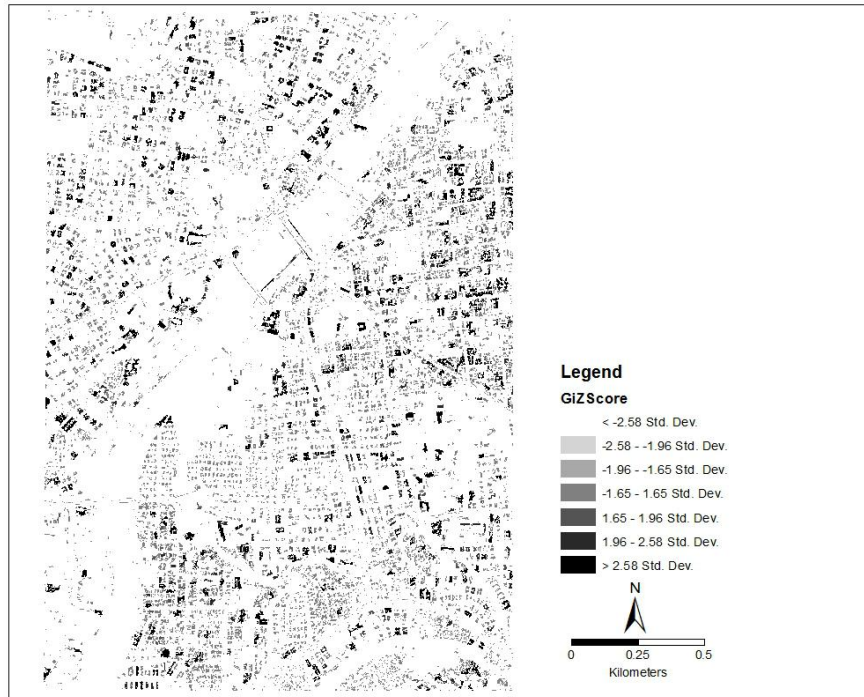 Legend
GiZScore
< -2.58 Std. Dev.
-2.58 - -1.96 Std. Dev.
-1.96 - -1.65 Std. Dev.
-1.65 - 1.65 Std. Dev.
1.65 - 1.96 Std. Dev.
1.96 - 2.58 Std. Dev.
> 2.58 Std. Dev.
N
0 0.25 0.5
Kilometers